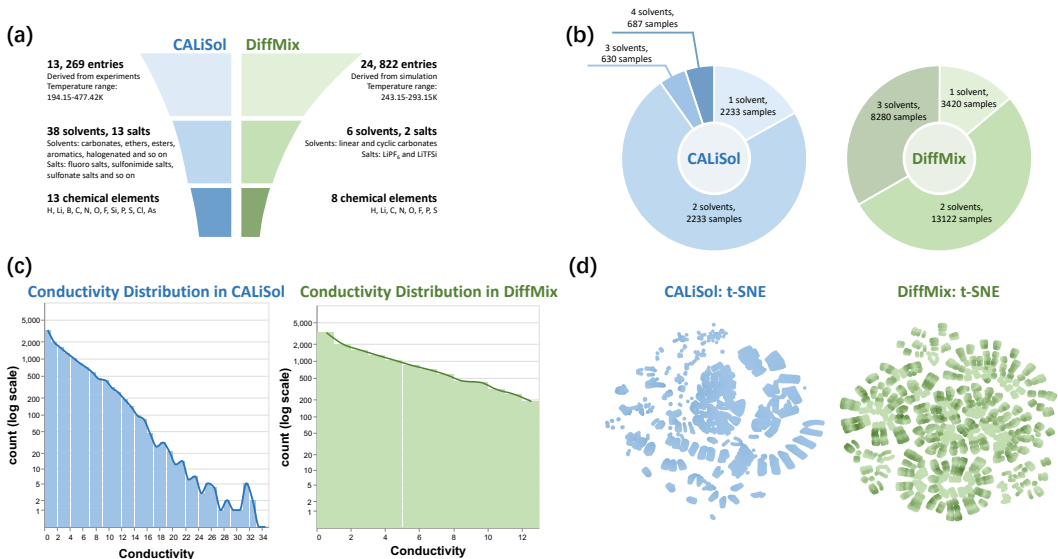 (a)
CALiSol
DiffMix
13, 269 entries
Derived from experiments
Temperature range:
194.15-477.42K
24, 822 entries
Derived from simulation
Temperature range:
243.15-293.15K
38 solvents, 13 salts
Solvents: carbonates, ethers, esters,
aromatics, halogenated and so on
Salts: fluoro salts, sulfonimide salts,
sulfonate salts and so on
6 solvents, 2 salts
Solvents: linear and cyclic carbonates
Salts: LiPF₆ and LiTFSi
13 chemical elements
H, Li, B, C, N, O, F, Si, P, S, Cl, As
8 chemical elements
H, Li, C, N, O, F, P, S
(b)
4 solvents,
687 samples
3 solvents,
630 samples
1 solvent,
2233 samples
CALiSol
2 solvents,
2233 samples
3 solvents,
8280 samples
1 solvent,
3420 samples
DiffMix
2 solvents,
13122 samples
(c)
Conductivity Distribution in CALiSol
count (log scale)
5,000
2,000
1,000
500
200
100
50
20
10
5
2
1
0 2 4 6 8 10 12 14 16 18 20 22 24 26 28 30 32 34
Conductivity
Conductivity Distribution in DiffMix
count (log scale)
5,000
2,000
1,000
500
200
100
50
20
10
5
2
1
0 2 4 6 8 10 12
Conductivity
(d)
CALiSol: t-SNE
DiffMix: t-SNE